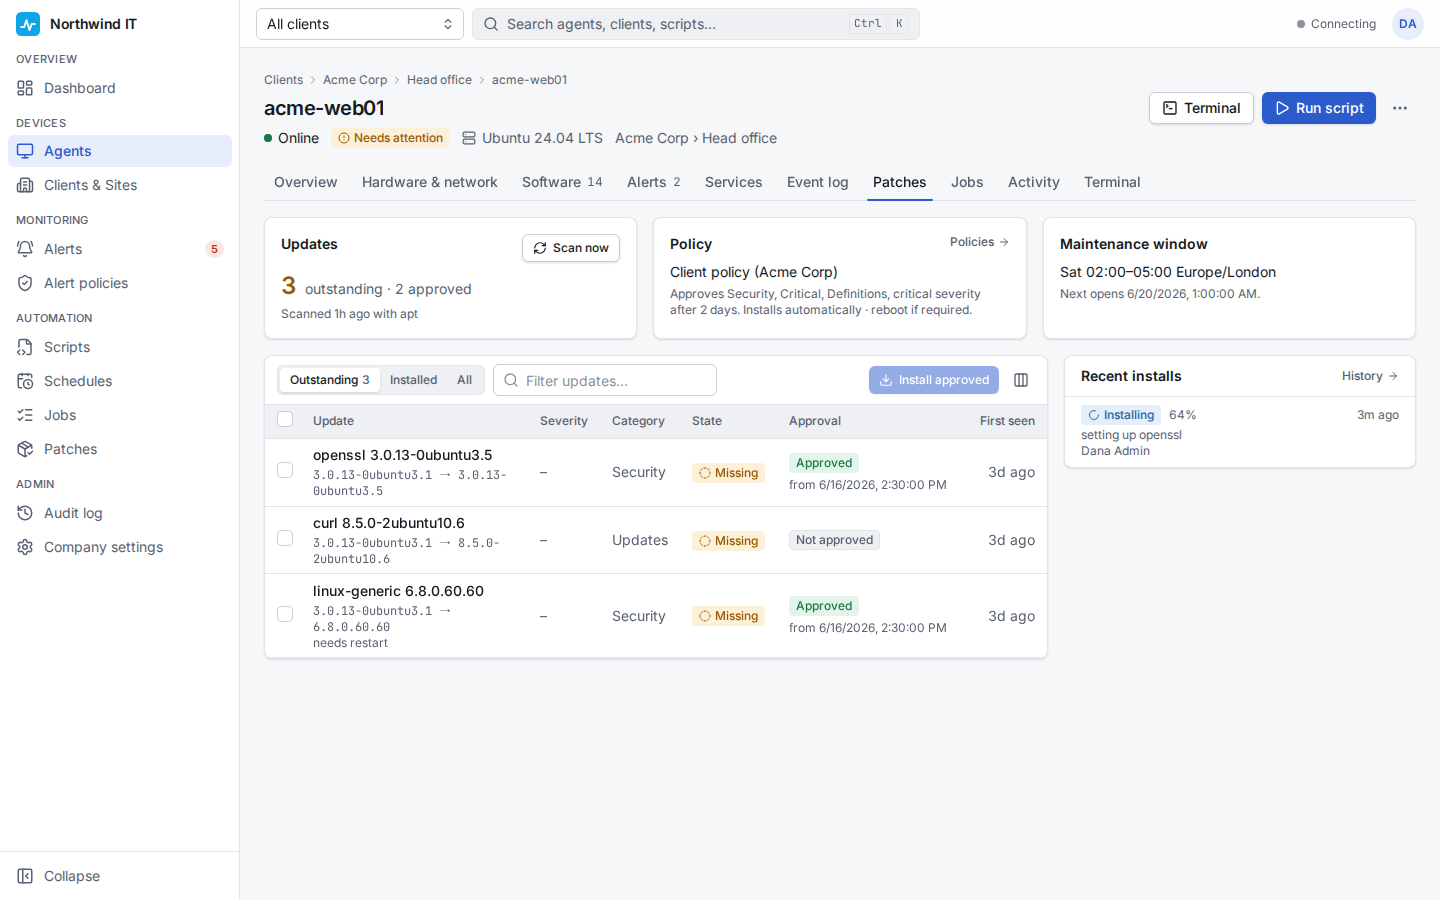 Northwind IT
OVERVIEW
Dashboard
DEVICES
Agents
Clients & Sites
MONITORING
Alerts 5
Alert policies
AUTOMATION
Scripts
Schedules
Jobs
Patches
ADMIN
Audit log
Company settings
Collapse
All clients
Search agents, clients, scripts... Ctrl K
Connecting
DA
Clients > Acme Corp > Head office > acme-web01
acme-web01
Terminal Run script ...
Online Needs attention Ubuntu 24.04 LTS Acme Corp › Head office
Overview Hardware & network Software 14 Alerts 2 Services Event log Patches Jobs Activity Terminal
Updates Scan now
3 outstanding · 2 approved
Scanned 1h ago with apt
Policy Policies →
Client policy (Acme Corp)
Approves Security, Critical, Definitions, critical severity
after 2 days. Installs automatically · reboot if required.
Maintenance window
Sat 02:00–05:00 Europe/London
Next opens 6/20/2026, 1:00:00 AM.
Outstanding 3 Installed All Filter updates... Install approved
Update Severity Category State Approval First seen
openssl 3.0.13-0ubuntu3.5
3.0.13-0ubuntu3.1 → 3.0.13-
0ubuntu3.5
– Security Missing Approved
from 6/16/2026, 2:30:00 PM
3d ago
curl 8.5.0-2ubuntu10.6
3.0.13-0ubuntu3.1 → 8.5.0-
2ubuntu10.6
– Updates Missing Not approved 3d ago
linux-generic 6.8.0.60.60
3.0.13-0ubuntu3.1 →
6.8.0.60.60
needs restart
– Security Missing Approved
from 6/16/2026, 2:30:00 PM
3d ago
Recent installs History →
Installing 64% 3m ago
setting up openssl
Dana Admin